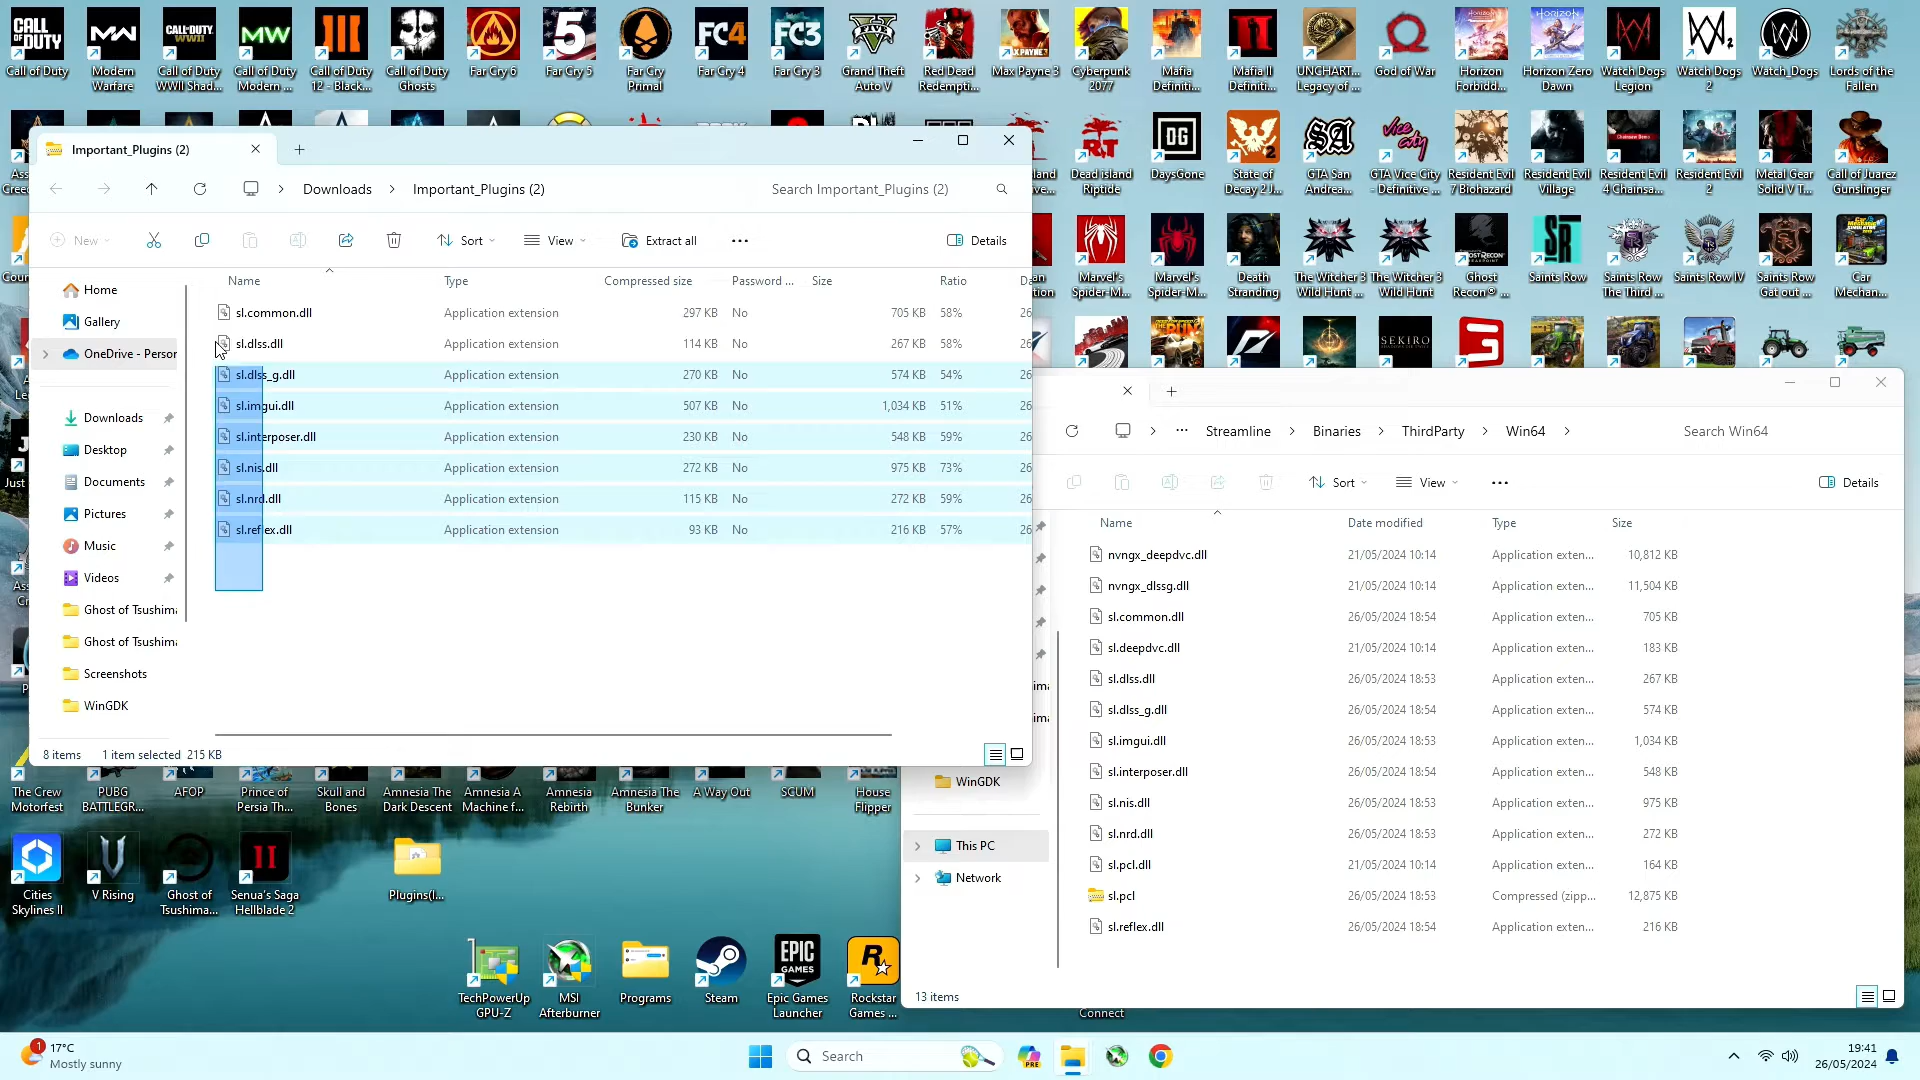 Call of Duty
Modern
Warfare
Call of Duty
WWII Shad...
Call of Duty
Modern ...
Call of Duty
12 - Black...
Call of Duty
Ghosts
Far Cry 6
Far Cry 5
Far Cry
Primal
Far Cry 4
Far Cry 3
Grand Theft
Auto V
Red Dead
Redempti...
Max Payne 3
Cyberpunk
2077
Mafia
Definiti...
Mafia II
Definiti...
UNCHART...
Legacy of ...
God of War
Horizon
Forbidd...
Horizon Zero
Dawn
Watch Dogs
Legion
Watch Dogs
2
Watch_Dogs
Lords of the
Fallen
Dead island
Riptide
DaysGone
State of
Decay 2 J...
GTA San
Andrea...
GTA Vice City
- Definitive ...
Resident Evil
7 Biohazard
Resident Evil
Village
Resident Evil
4 Chainsa...
Resident Evil
2
Metal Gear
Solid V T...
Call of Juarez
Gunslinger
Marvel's
Spider-M...
Marvel's
Spider-M...
Death
Stranding
The Witcher 3
Wild Hunt ...
The Witcher 3
Wild Hunt
Ghost
Recon® ...
Saints Row
Saints Row
The Third ...
Saints Row IV
Saints Row
Gat out ...
Car
Mechan...
SEKIRO
Important_Plugins (2)
Downloads
Important_Plugins (2)
Search Important_Plugins (2)
New
Sort
View
Extract all
Details
Home
Gallery
OneDrive - Person
Downloads
Desktop
Documents
Pictures
Music
Videos
Ghost of Tsushima
Ghost of Tsushima
Screenshots
WinGDK
Name Type Compressed size Password ... Size Ratio Da
sl.common.dll Application extension 297 KB No 705 KB 58% 26
sl.dlss.dll Application extension 114 KB No 267 KB 58% 26
sl.dlss_g.dll Application extension 270 KB No 574 KB 54% 26
sl.imgui.dll Application extension 507 KB No 1,034 KB 51% 26
sl.interposer.dll Application extension 230 KB No 548 KB 59% 26
sl.nis.dll Application extension 272 KB No 975 KB 73% 26
sl.nrd.dll Application extension 115 KB No 272 KB 59% 26
sl.reflex.dll Application extension 93 KB No 216 KB 57% 26
8 items 1 item selected 215 KB
Streamline
Binaries
ThirdParty
Win64
Search Win64
Sort
View
Details
Name Date modified Type Size
nvngx_deepdvc.dll 21/05/2024 10:14 Application exten... 10,812 KB
nvngx_dlssg.dll 21/05/2024 10:14 Application exten... 11,504 KB
sl.common.dll 26/05/2024 18:54 Application exten... 705 KB
sl.deepdvc.dll 21/05/2024 10:14 Application exten... 183 KB
sl.dlss.dll 26/05/2024 18:53 Application exten... 267 KB
sl.dlss_g.dll 26/05/2024 18:54 Application exten... 574 KB
sl.imgui.dll 26/05/2024 18:53 Application exten... 1,034 KB
sl.interposer.dll 26/05/2024 18:54 Application exten... 548 KB
sl.nis.dll 26/05/2024 18:53 Application exten... 975 KB
sl.nrd.dll 26/05/2024 18:53 Application exten... 272 KB
sl.pcl.dll 21/05/2024 10:14 Application exten... 164 KB
sl.pcl 26/05/2024 18:53 Compressed (zipp... 12,875 KB
sl.reflex.dll 26/05/2024 18:54 Application exten... 216 KB
WinGDK
This PC
Network
13 items
The Crew
Motorfest
PUBG
BATTLEGR...
AFOP
Prince of
Persia Th...
Skull and
Bones
Amnesia The
Dark Descent
Amnesia A
Machine f...
Amnesia
Rebirth
Amnesia The
Bunker
A Way Out
SCUM
House
Flipper
Cities
Skylines II
V Rising
Ghost of
Tsushima...
Senua's Saga
Hellblade 2
Plugins(I...
TechPowerUp
GPU-Z
MSI
Afterburner
Programs
Steam
Epic Games
Launcher
Rockstar
Games ...
Connect
1
17°C
Mostly sunny
Search
PRE
19:41
26/05/2024